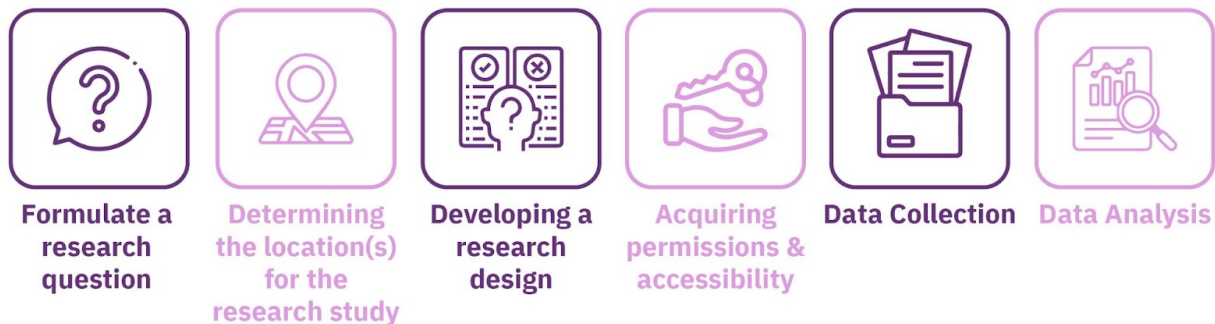 Formulate a
research
question
Determining
the location(s)
for the
research study
Developing a
research
design
Acquiring
permissions &
accessibility
Data Collection
Data Analysis